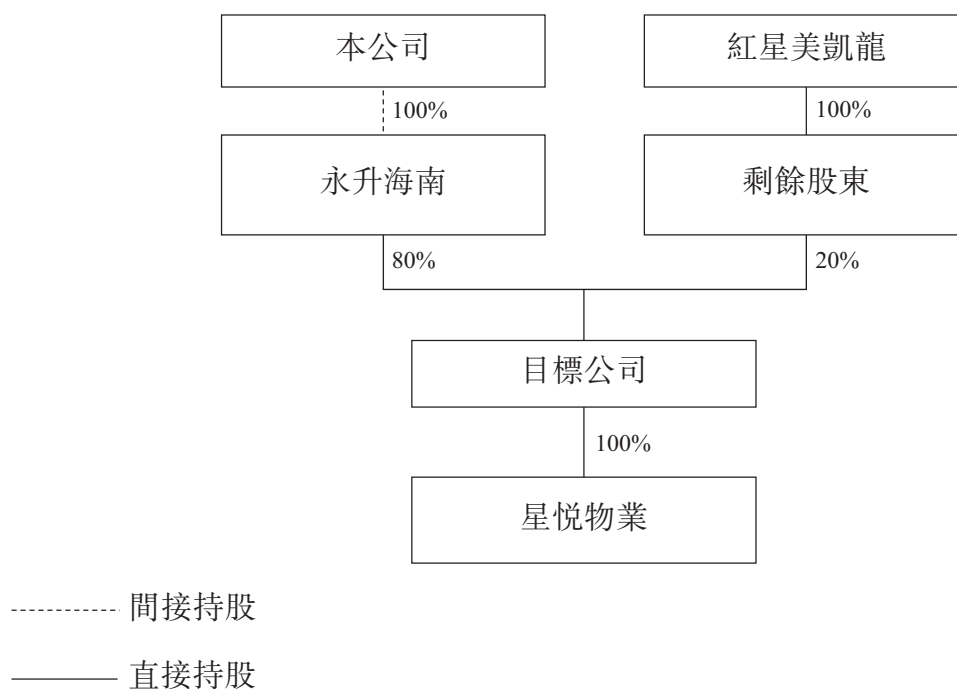 本公司
紅星美凱龍
100%
100%
永升海南
剩餘股東
80%
20%
目標公司
100%
星悦物業
間接持股
直接持股